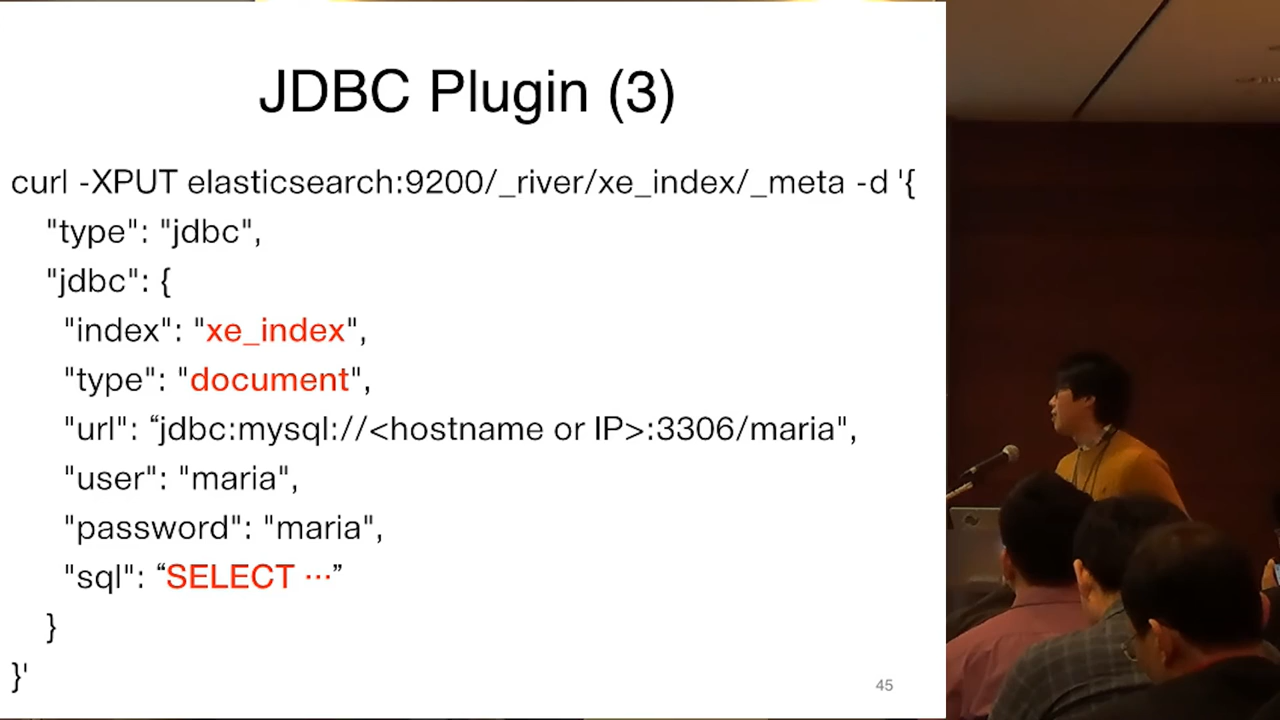 JDBC Plugin (3)
curl -XPUT elasticsearch:9200/_river/xe_index/_meta -d '{
"type": "jdbc",
"jdbc": {
"index": "xe_index",
"type": "document",
"url": “jdbc:mysql://<hostname or IP>:3306/maria",
"user": "maria",
"password": "maria",
"sql": “SELECT ⋯”
}
}'
45